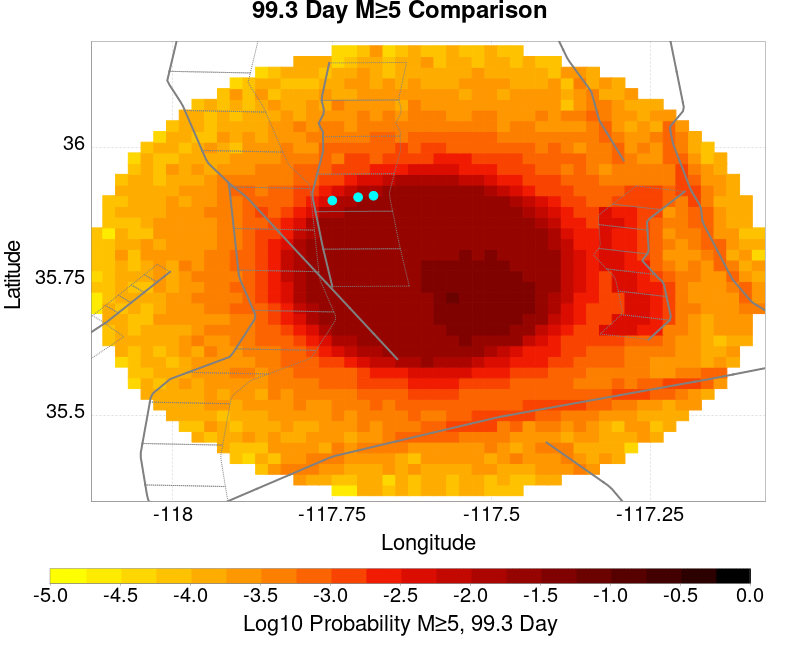 99.3 Day M≥5 Comparison
36
35.75
35.5
Latitude
-118 -117.75 -117.5 -117.25
Longitude
-5.0 -4.5 -4.0 -3.5 -3.0 -2.5 -2.0 -1.5 -1.0 -0.5 0.0
Log10 Probability M≥5, 99.3 Day